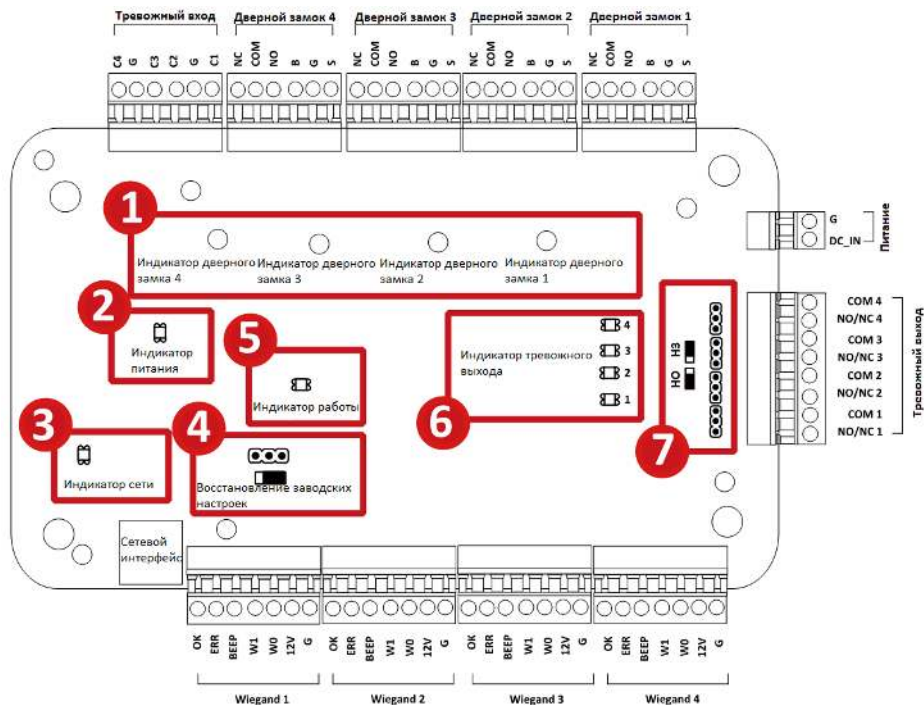 Тревожный вход
Дверной замок 4
Дверной замок 3
Дверной замок 2
Дверной замок 1
C4 G C3 C2 G C1
NC COM NO B G S
NC COM NO B G S
NC COM NO B G S
NC COM NO B G S
1
Индикатор дверного
замка 4
Индикатор дверного
замка 3
Индикатор дверного
замка 2
Индикатор дверного
замка 1
G
DC_IN
Питание
2
Индикатор
питания
5
Индикатор работы
Индикатор тревожного
выхода
4
3
2
1
6
НЗ
НО
7
COM 4
NO/NC 4
COM 3
NO/NC 3
COM 2
NO/NC 2
COM 1
NO/NC 1
Тревожный выход
3
Индикатор сети
4
Восстановление заводских
настроек
Сетевой
интерфейс
OK ERR BEEP W1 W0 12V G
OK ERR BEEP W1 W0 12V G
OK ERR BEEP W1 W0 12V G
OK ERR BEEP W1 W0 12V G
Wiegand 1
Wiegand 2
Wiegand 3
Wiegand 4